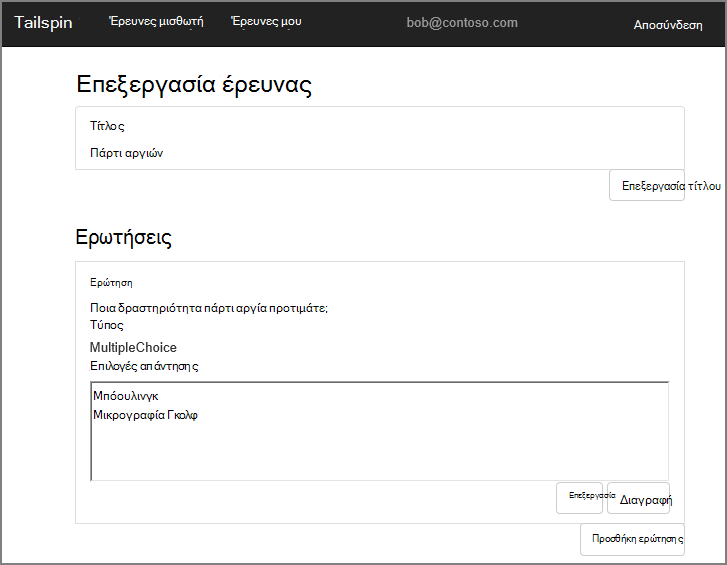 Tailspin Έρευνες μισθωτή Έρευνες μου bob@contoso.com Αποσύνδεση
Επεξεργασία έρευνας
Τίτλος
Πάρτι αργιών
Επεξεργασία τίτλου
Ερωτήσεις
Ερώτηση
Ποια δραστηριότητα πάρτι αργία προτιμάτε;
Τύπος
MultipleChoice
Επιλογές απάντησης
Μπόουλινγκ
Μικρογραφία Γκολφ
Επεξεργασία Διαγραφή
Προσθήκη ερώτησης